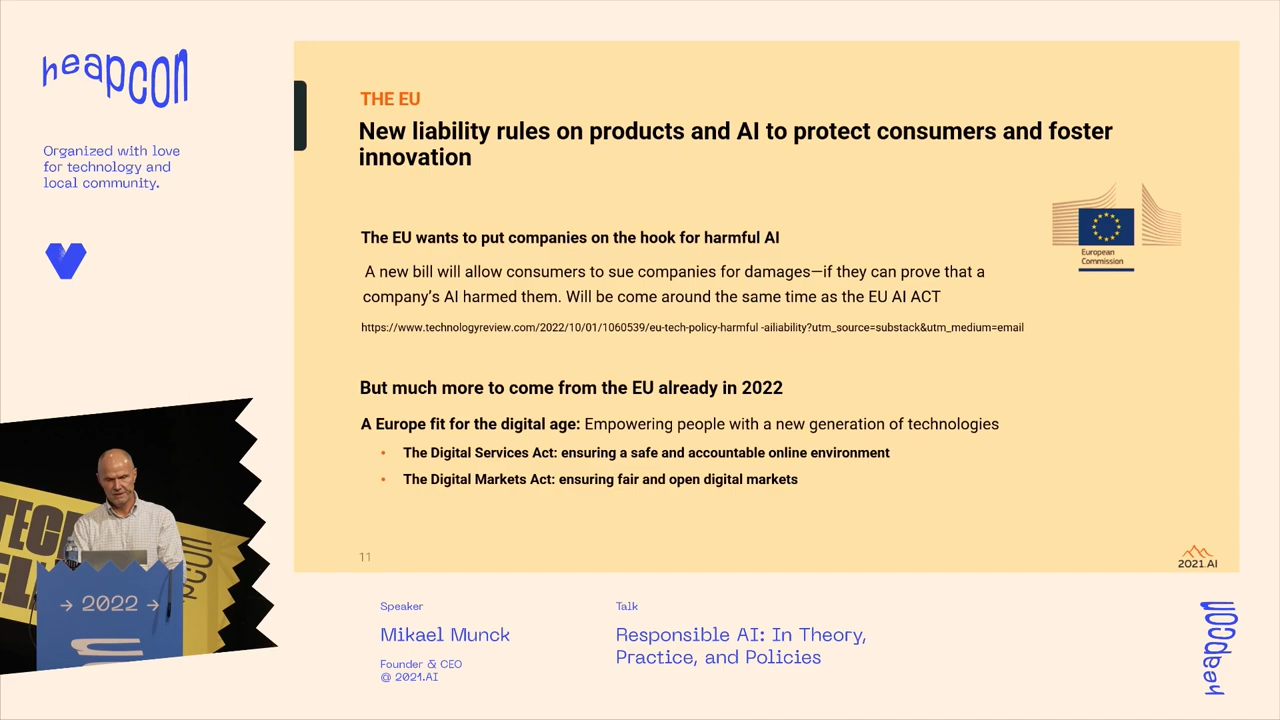 heapcon
Organized with love
for technology and
local community.
THE EU
New liability rules on products and AI to protect consumers and foster
innovation
European
Commission
The EU wants to put companies on the hook for harmful AI
A new bill will allow consumers to sue companies for damages—if they can prove that a
company's AI harmed them. Will be come around the same time as the EU AI ACT
https://www.technologyreview.com/2022/10/01/1060539/eu-tech-policy-harmful -ailiability?utm_source=substack&utm_medium=email
But much more to come from the EU already in 2022
A Europe fit for the digital age: Empowering people with a new generation of technologies
• The Digital Services Act: ensuring a safe and accountable online environment
• The Digital Markets Act: ensuring fair and open digital markets
11
2021.AI
→ 2022 →
Speaker
Mikael Munck
Founder & CEO
@ 2021.AI
Talk
Responsible AI: In Theory,
Practice, and Policies
heapcon